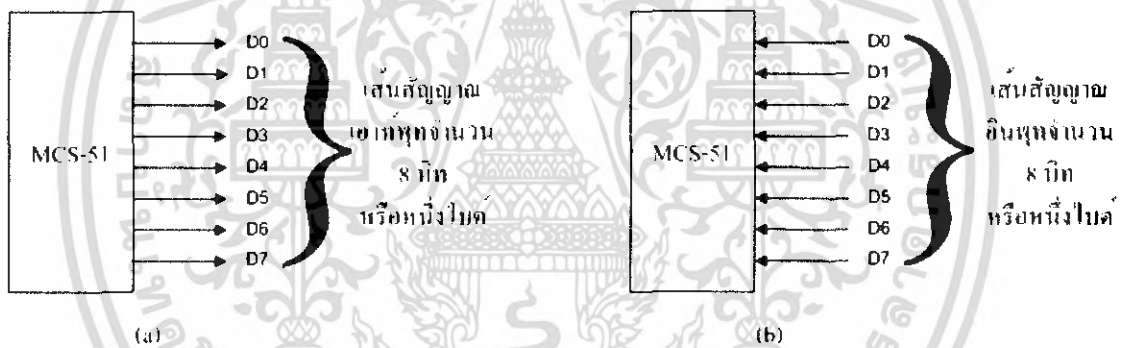 MCS-51
D0
D1
D2
D3
D4
D5
D6
D7
เส้นสัญญาณ
เอาท์พุทจำนวน
8 บิท
หรือหนึ่งไบต์
(a)
MCS-51
D0
D1
D2
D3
D4
D5
D6
D7
เส้นสัญญาณ
อินพุทจำนวน
8 บิท
หรือหนึ่งไบต์
(b)